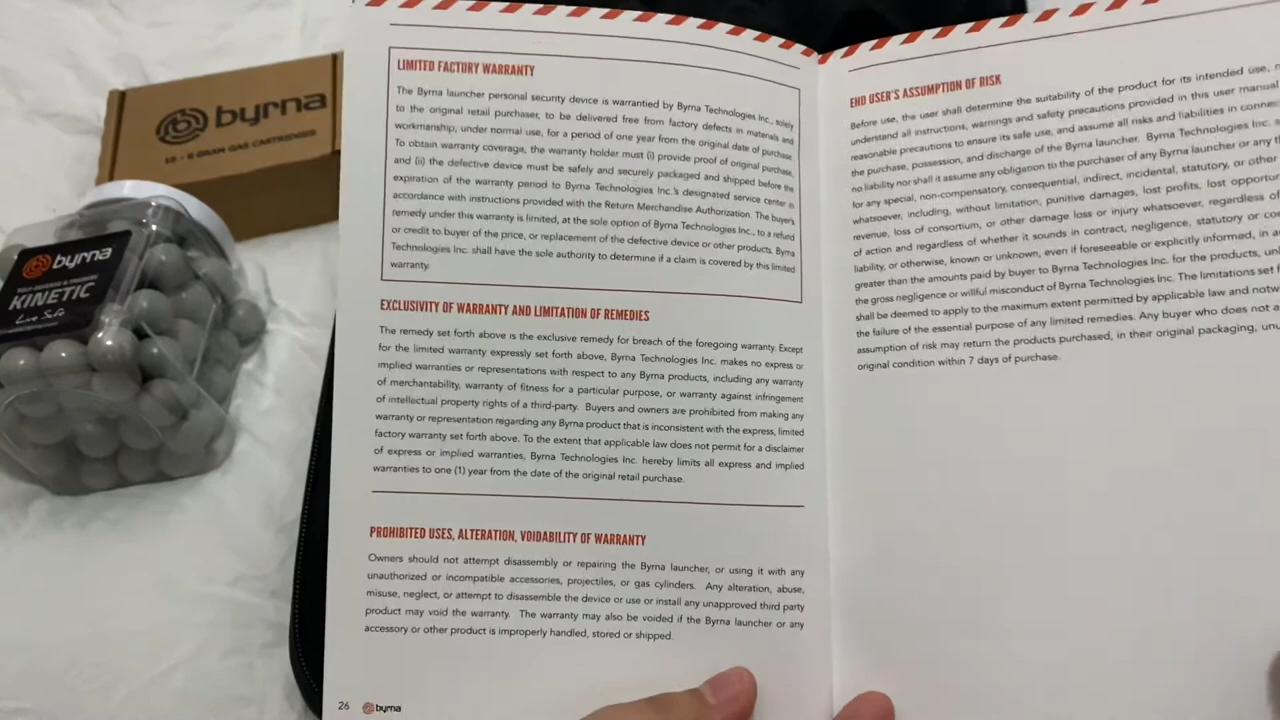 byrna
12 - 8 GRAM GAS CARTRIDGES
byrna
KINETIC
Live Safe
LIMITED FACTORY WARRANTY
The Byrna launcher personal security device is warrantied by Byrna Technologies Inc., solely
to the original retail purchaser, to be delivered free from factory defects in materials and
workmanship, under normal use, for a period of one year from the original date of purchase.
To obtain warranty coverage, the warranty holder must (i) provide proof of original purchase,
and (ii) the defective device must be safely and securely packaged and shipped before the
expiration of the warranty period to Byrna Technologies Inc.'s designated service center in
accordance with instructions provided with the Return Merchandise Authorization. The buyer's
remedy under this warranty is limited, at the sole option of Byrna Technologies Inc., to a refund
or credit to buyer of the price, or replacement of the defective device or other products. Byrna
Technologies Inc. shall have the sole authority to determine if a claim is covered by this limited
warranty.
EXCLUSIVITY OF WARRANTY AND LIMITATION OF REMEDIES
The remedy set forth above is the exclusive remedy for breach of the foregoing warranty. Except
for the limited warranty expressly set forth above, Byrna Technologies Inc. makes no express or
implied warranties or representations with respect to any Byrna products, including any warranty
of merchantability, warranty of fitness for a particular purpose, or warranty against infringement
of intellectual property rights of a third-party. Buyers and owners are prohibited from making any
warranty or representation regarding any Byrna product that is inconsistent with the express, limited
factory warranty set forth above. To the extent that applicable law does not permit for a disclaimer
of express or implied warranties, Byrna Technologies Inc. hereby limits all express and implied
warranties to one (1) year from the date of the original retail purchase.
PROHIBITED USES, ALTERATION, VOIDABILITY OF WARRANTY
Owners should not attempt disassembly or repairing the Byrna launcher, or using it with any
unauthorized or incompatible accessories, projectiles, or gas cylinders. Any alteration, abuse,
misuse, neglect, or attempt to disassemble the device or use or install any unapproved third party
product may void the warranty. The warranty may also be voided if the Byrna launcher or any
accessory or other product is improperly handled, stored or shipped.
26 byrna
END USER'S ASSUMPTION OF RISK
Before use, the user shall determine the suitability of the product for its intended use,
understand all instructions, warnings and safety precautions provided in this user manual
reasonable precautions to ensure its safe use, and assume all risks and liabilities in
the purchase, possession, and discharge of the Byrna launcher. Byrna Technologies Inc.
no liability nor shall it assume any obligation to the purchaser of any Byrna launcher or any
for any special, non-compensatory, consequential, indirect, incidental, statutory, or other
whatsoever, including, without limitation, punitive damages, lost profits, lost
revenue, loss of consortium, or other damage loss or injury whatsoever, regardless
of action and regardless of whether it sounds in contract, negligence, statutory or
liability, or otherwise, known or unknown, even if foreseeable or explicitly informed, in
greater than the amounts paid by buyer to Byrna Technologies Inc. for the products,
the gross negligence or willful misconduct of Byrna Technologies Inc. The limitations set
shall be deemed to apply to the maximum extent permitted by applicable law and
the failure of the essential purpose of any limited remedies. Any buyer who does not
assumption of risk may return the products purchased, in their original packaging,
original condition within 7 days of purchase.